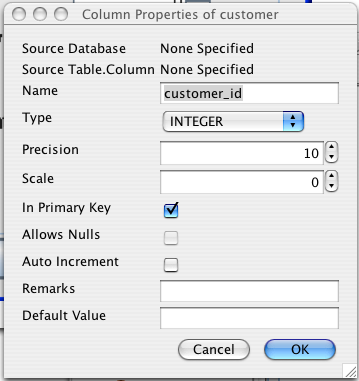 Column Properties of customer
Source Database None Specified
Source Table.Column None Specified
Name customer_id
Type INTEGER
Precision 10
Scale 0
In Primary Key
Allows Nulls
Auto Increment
Remarks
Default Value
Cancel OK